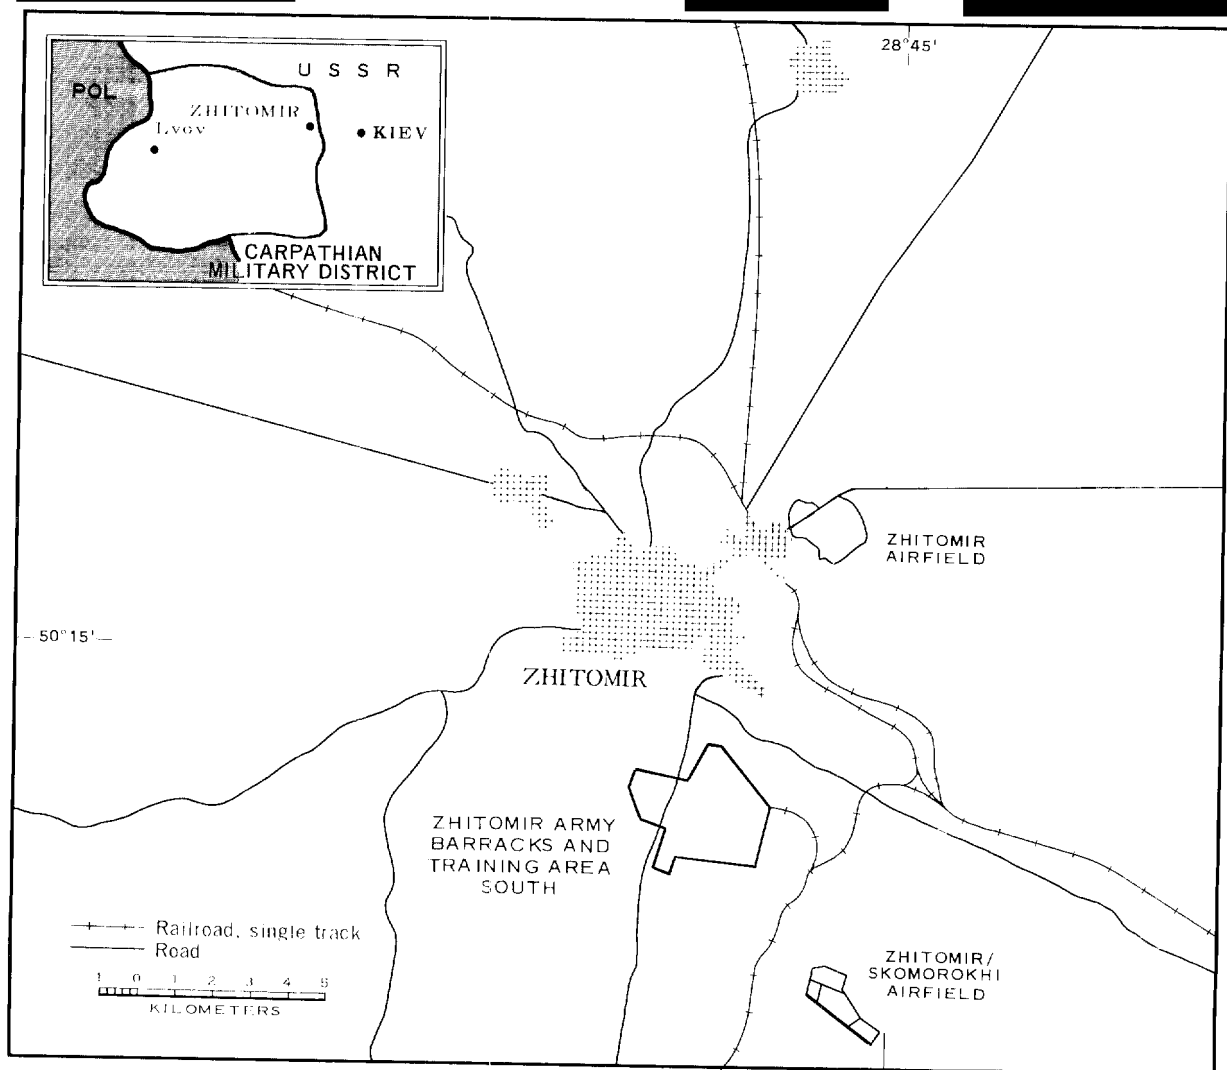 28°45'
U S S R
POL
ZHITOMIR
Lvov
KIEV
CARPATHIAN
MILITARY DISTRICT
ZHITOMIR
AIRFIELD
50°15'
ZHITOMIR
ZHITOMIR ARMY
BARRACKS AND
TRAINING AREA
SOUTH
Railroad, single track
Road
1 0 1 2 3 4 5
KILOMETERS
ZHITOMIR/
SKOMOROKHI
AIRFIELD